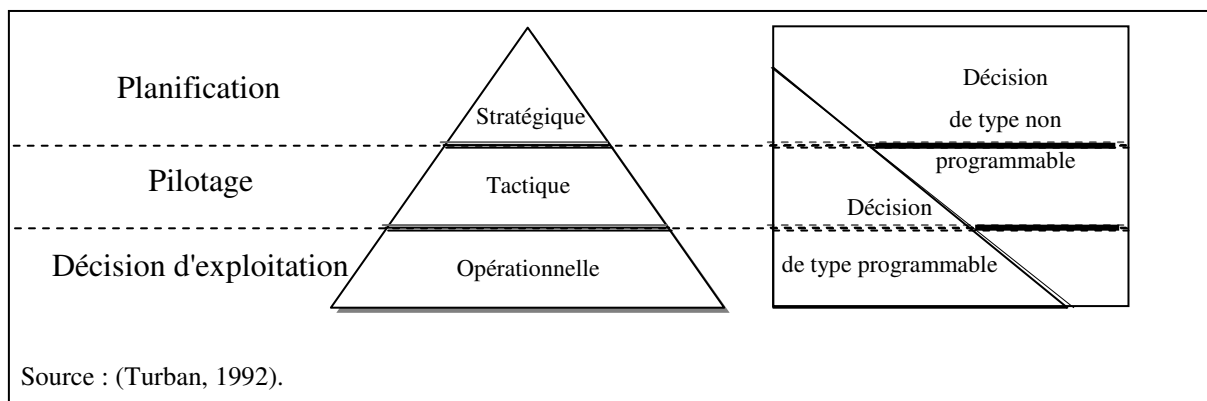 Planification
Stratégique
Décision
de type non
programmable
Pilotage
Tactique
Décision
de type programmable
Décision d'exploitation
Opérationnelle
Source : (Turban, 1992).